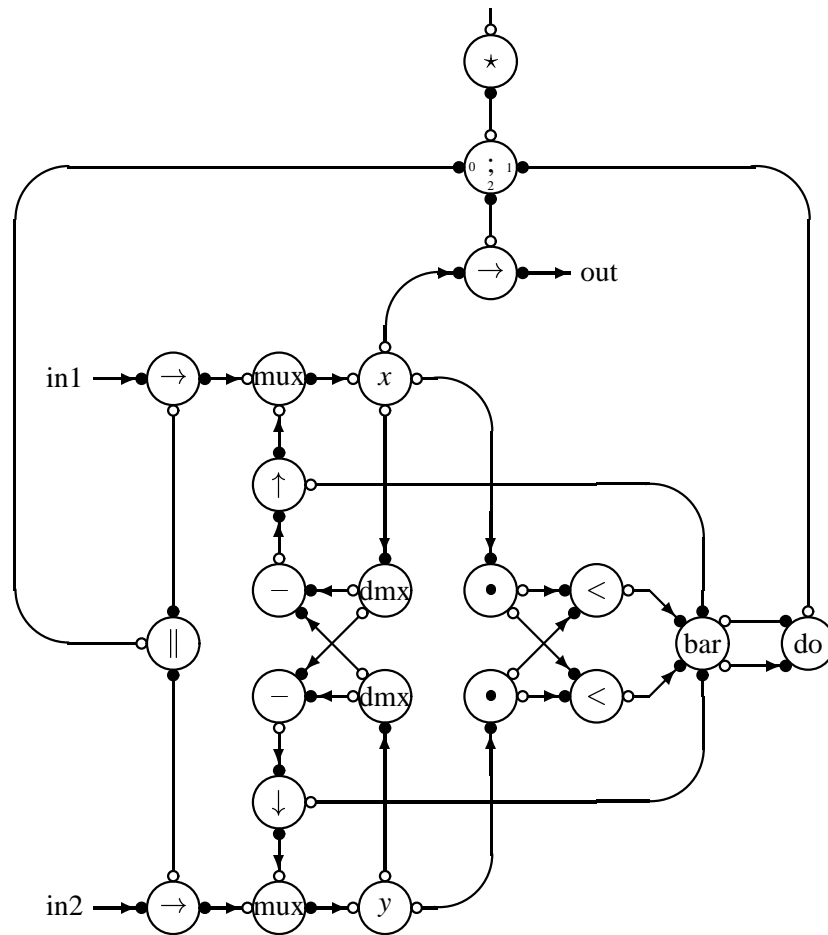 ⋆
0 ; 1
2
→ out
in1 → mux x
↑
− dmx • <
∥ bar do
− dmx • <
↓
in2 → mux y